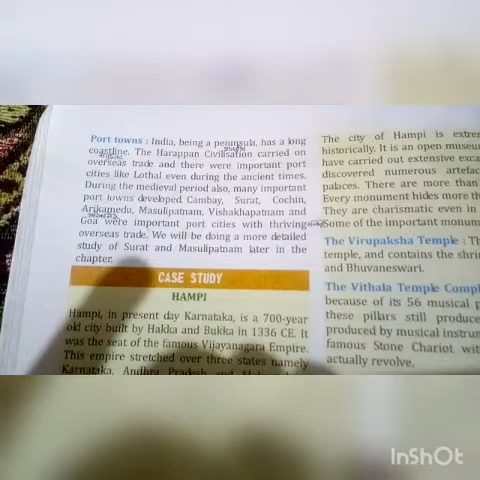 Port towns : India, being a peninsula, has a long
coastline. The Harappan Civilisation carried on
overseas trade and there were important port
cities like Lothal even during the ancient times.
During the medieval period also, many important
port towns developed Cambay, Surat, Cochin,
Arikamedu, Masulipatnam, Vishakhapatnam and
Goa were important port cities with thriving
overseas trade. We will be doing a more detailed
study of Surat and Masulipatnam later in the
chapter.
CASE STUDY
HAMPI
Hampi, in present day Karnataka, is a 700-year
old city built by Hakka and Bukka in 1336 CE. It
was the seat of the famous Vijayanagara Empire.
This empire stretched over three states namely
Karnataka, Andhra Pradesh and
The city of Hampi is
historically. It is an open
have carried out extensive
discovered numerous
palaces. There are more than
Every monument hides more
They are charismatic even in
Some of the important
The Virupaksha Temple :
temple, and contains the
and Bhuvaneswari.
The Vithala Temple
because of its 56 musical
these pillars still
produced by musical
famous Stone Chariot
actually revolve.
InShOt